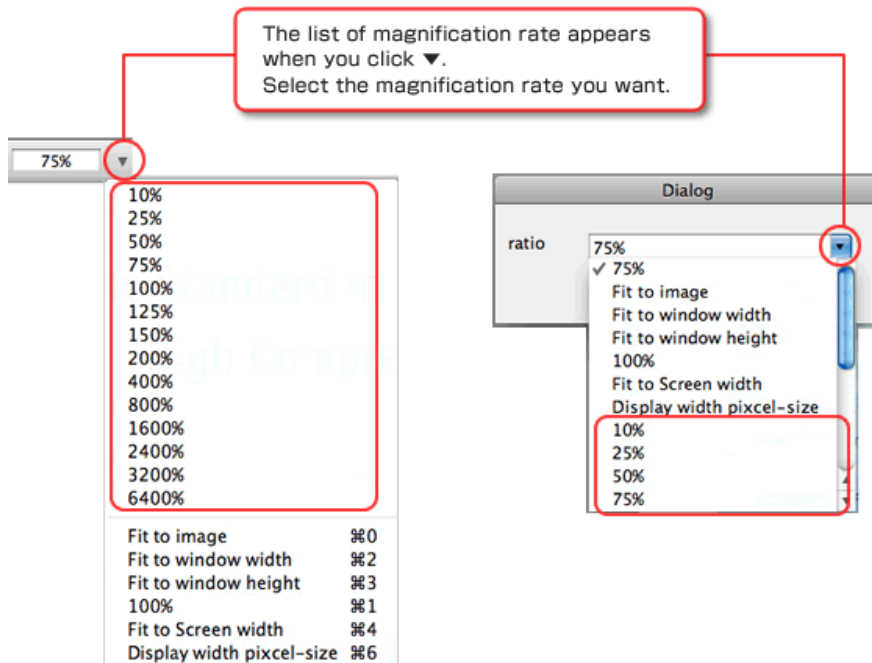 The list of magnification rate appears
when you click ▼.
Select the magnification rate you want.
75% ▼
10%
25%
50%
75%
100%
125%
150%
200%
400%
800%
1600%
2400%
3200%
6400%
Fit to image ⌘0
Fit to window width ⌘2
Fit to window height ⌘3
100% ⌘1
Fit to Screen width ⌘4
Display width pixcel-size ⌘6
Dialog
ratio 75%
✓ 75%
Fit to image
Fit to window width
Fit to window height
100%
Fit to Screen width
Display width pixcel-size
10%
25%
50%
75%